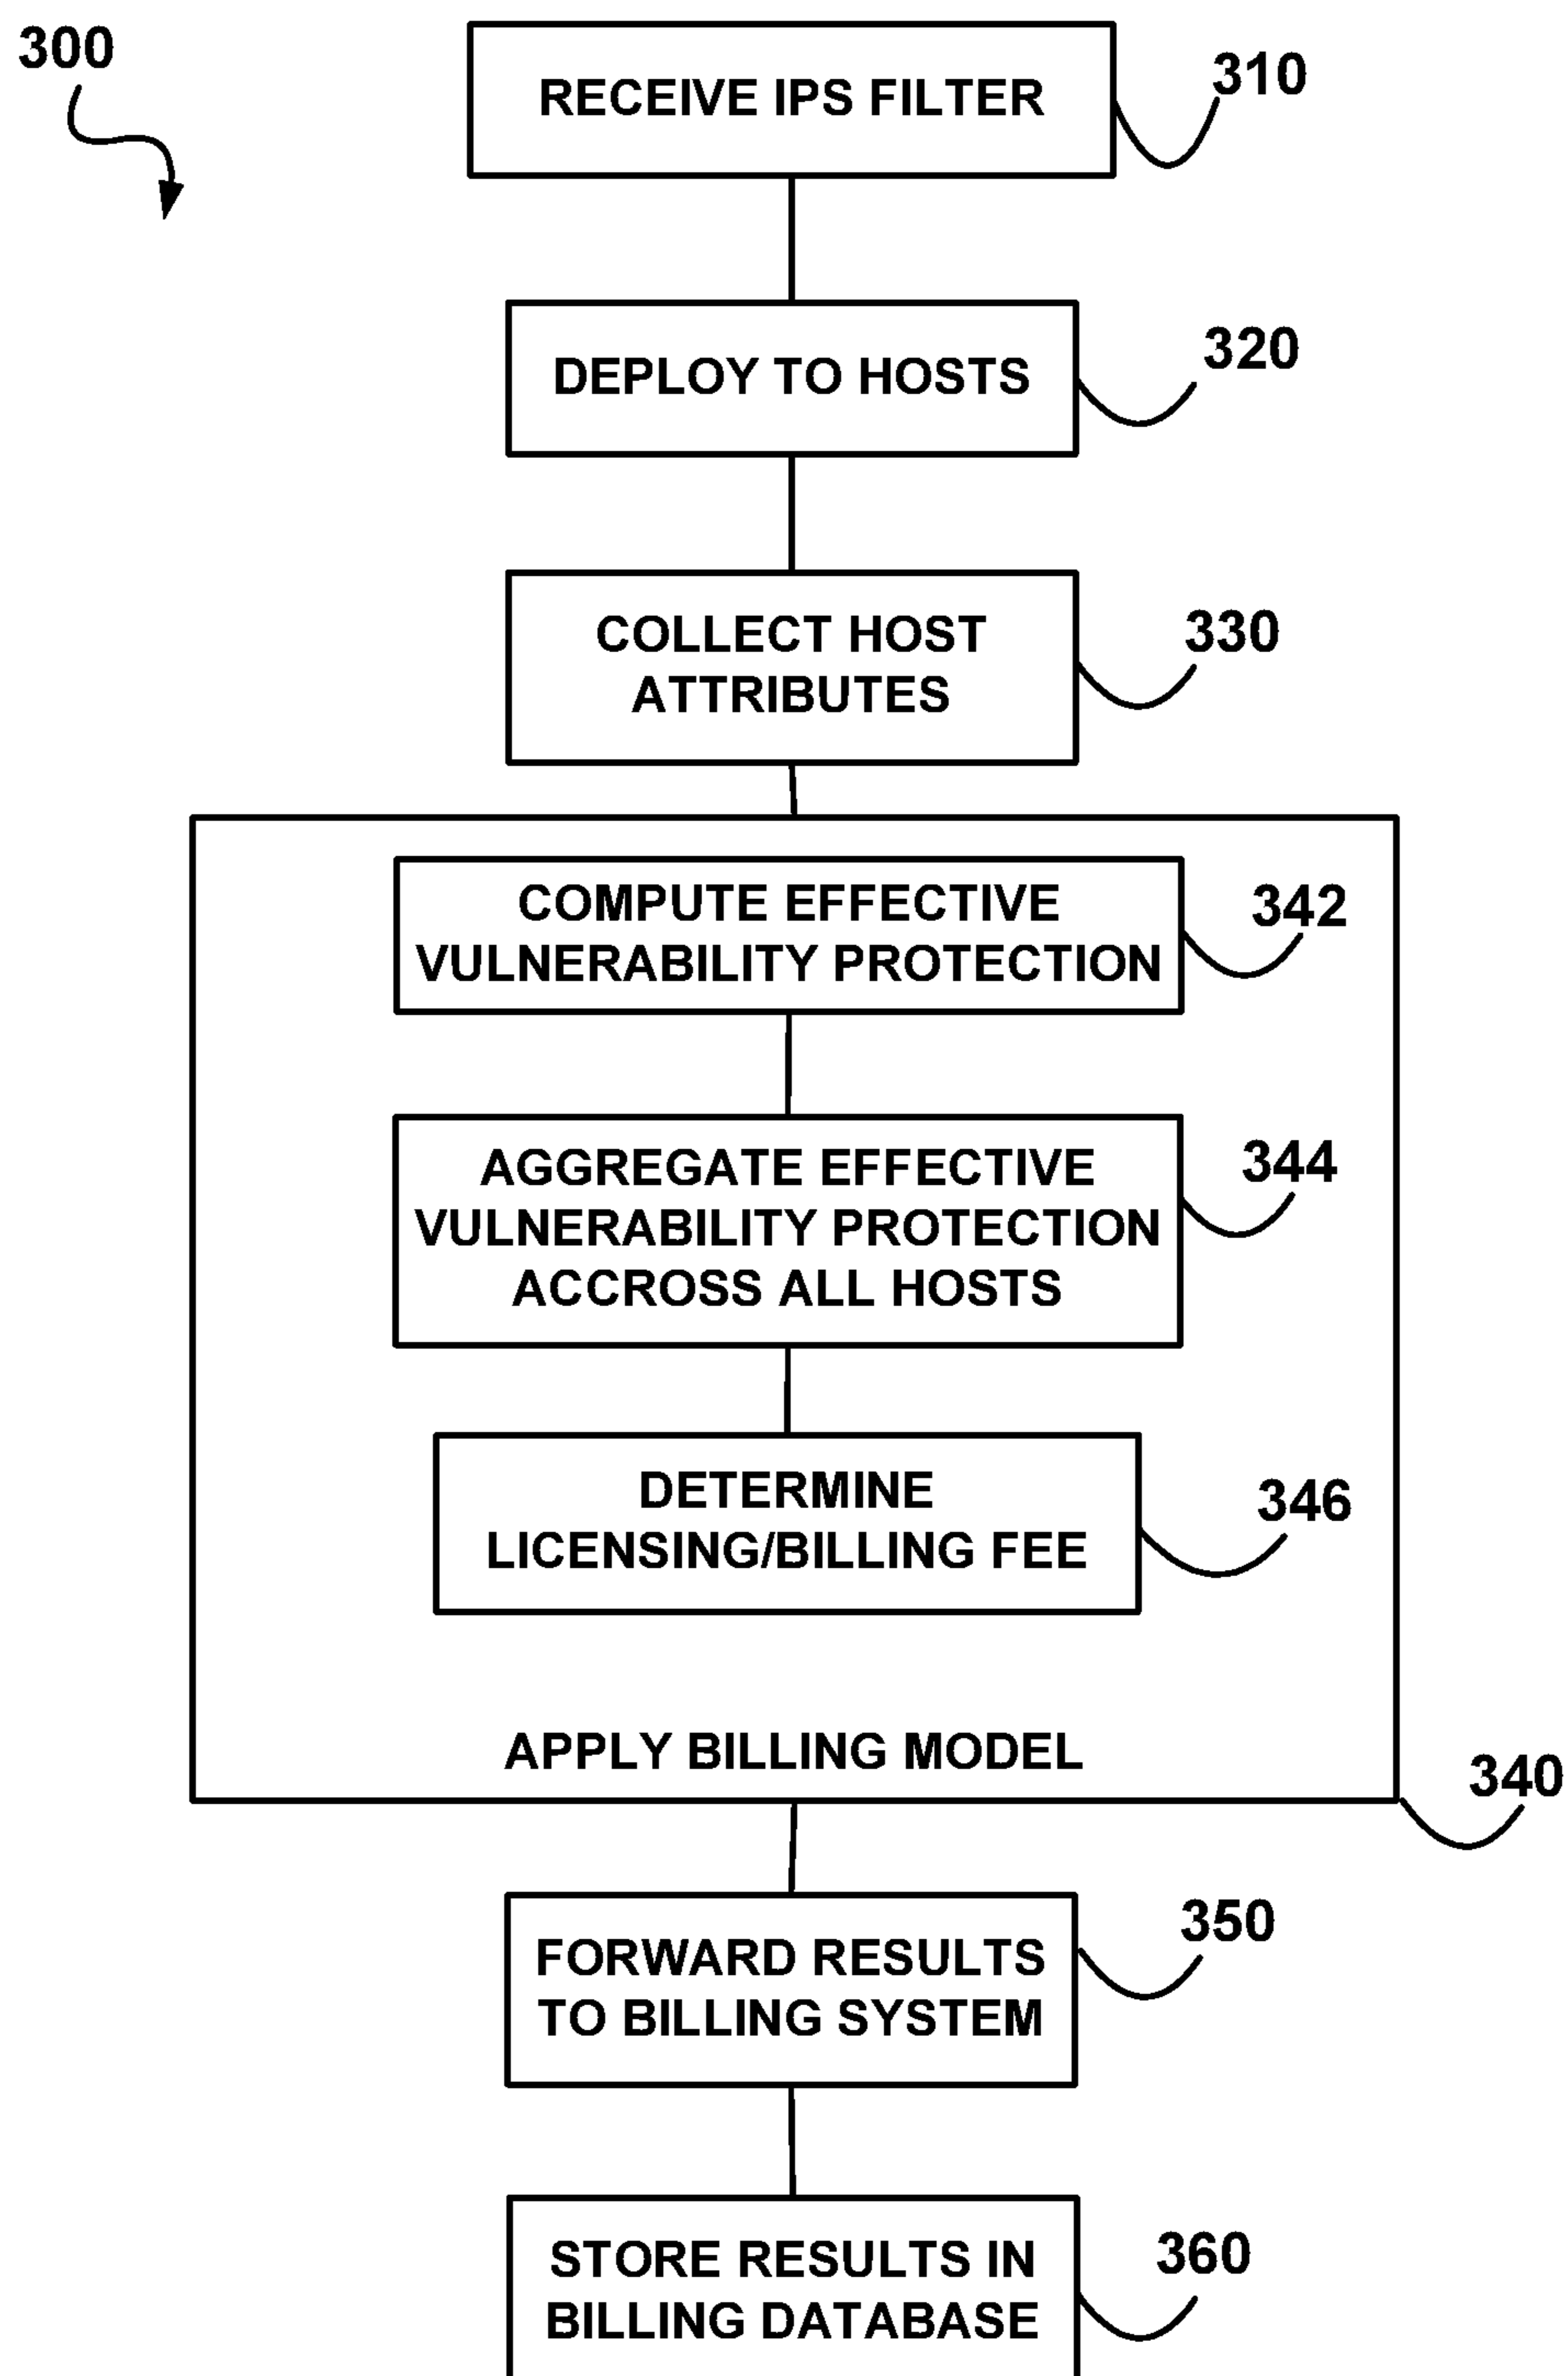 300
RECEIVE IPS FILTER
310
DEPLOY TO HOSTS
320
COLLECT HOST
ATTRIBUTES
330
COMPUTE EFFECTIVE
VULNERABILITY PROTECTION
342
AGGREGATE EFFECTIVE
VULNERABILITY PROTECTION
ACCROSS ALL HOSTS
344
DETERMINE
LICENSING/BILLING FEE
346
APPLY BILLING MODEL
340
FORWARD RESULTS
TO BILLING SYSTEM
350
STORE RESULTS IN
BILLING DATABASE
360